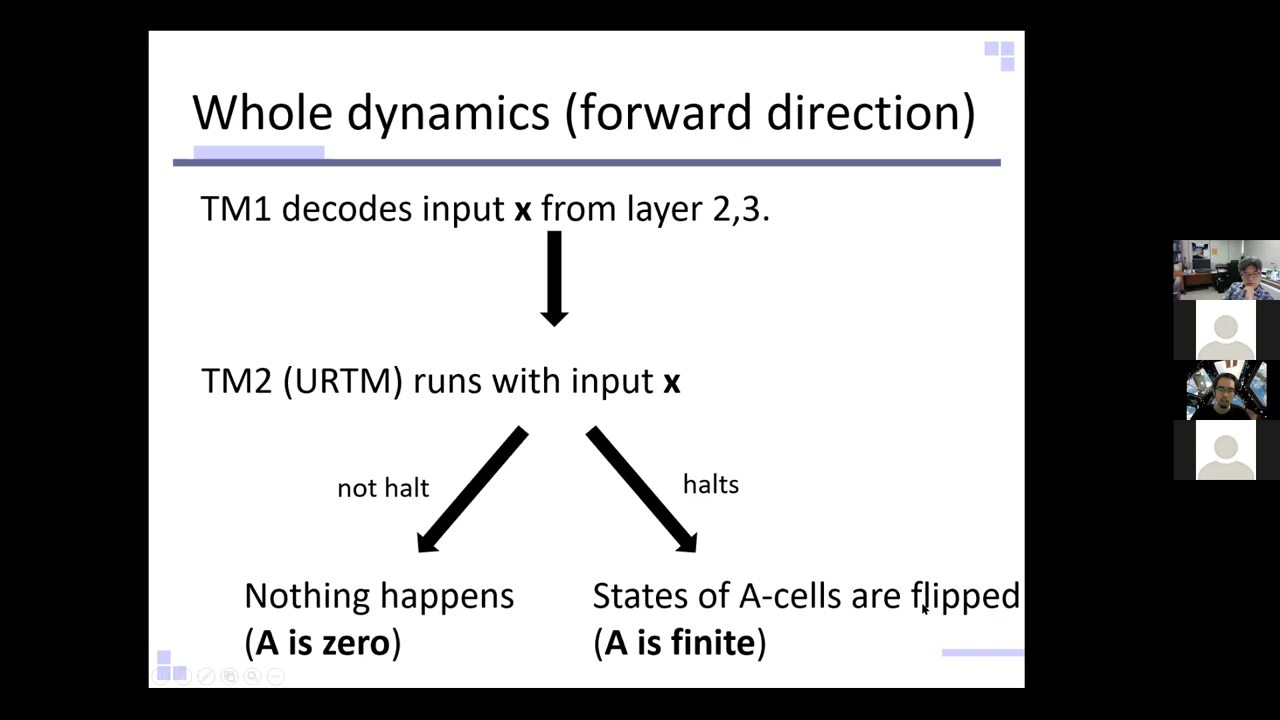 Whole dynamics (forward direction)
TM1 decodes input x from layer 2,3.
TM2 (URTM) runs with input x
not halt
halts
Nothing happens
(A is zero)
States of A-cells are flipped
(A is finite)